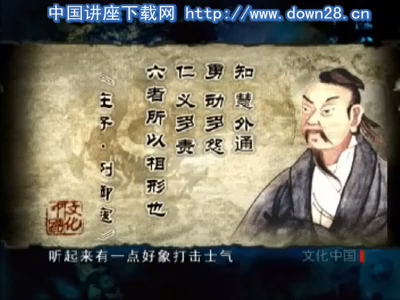 中国讲座下载网 http://www.down28.cn
知慧外通
勇动多怨
仁义多责
六者所以相形也
《庄子·列御寇》
听起来有一点好象打击士气
文化中国